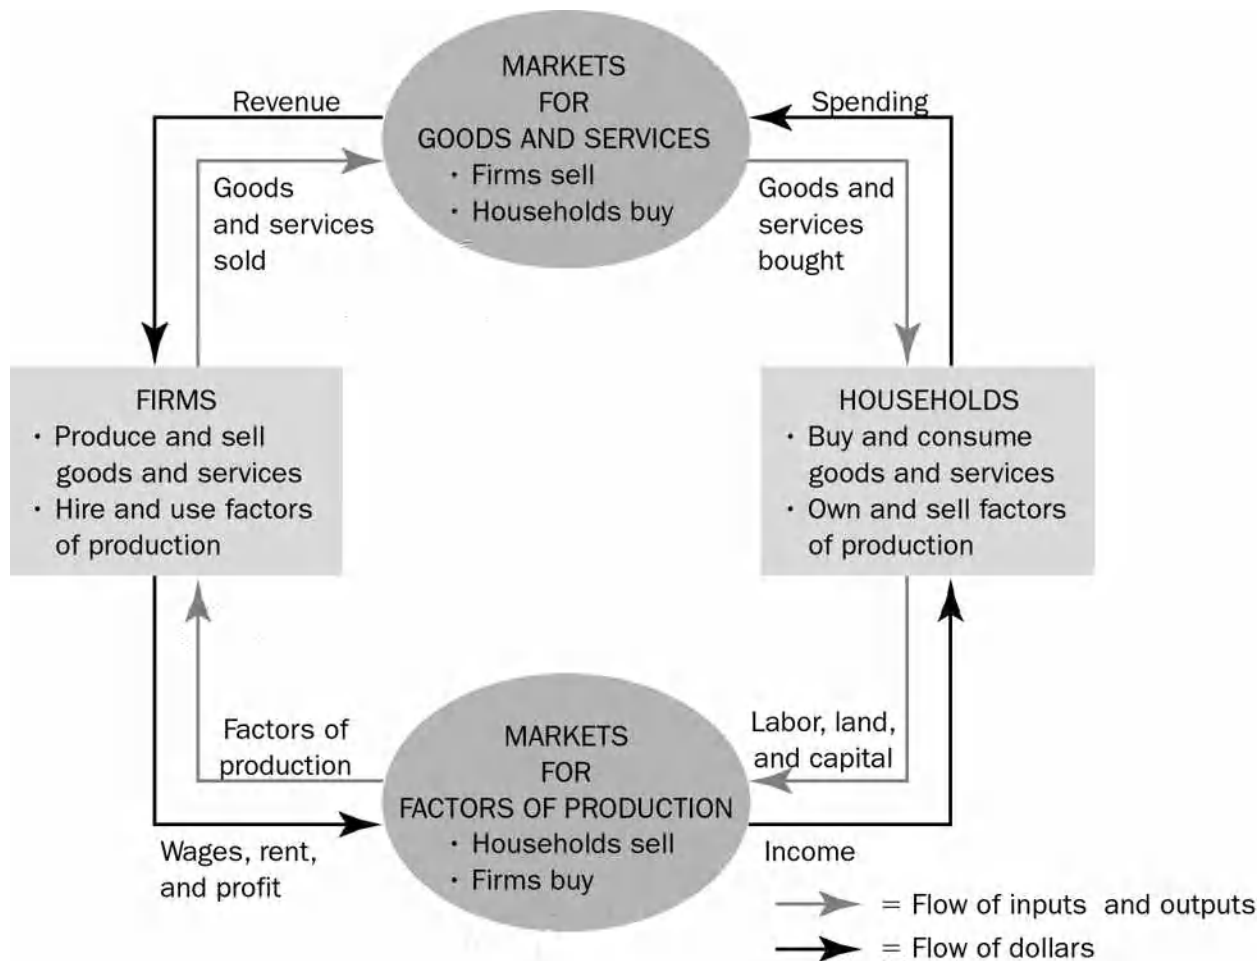 MARKETS
FOR
GOODS AND SERVICES
· Firms sell
· Households buy
Revenue
Spending
Goods
and services
sold
Goods and
services
bought
FIRMS
· Produce and sell
goods and services
· Hire and use factors
of production
HOUSEHOLDS
· Buy and consume
goods and services
· Own and sell factors
of production
Factors of
production
Labor, land,
and capital
MARKETS
FOR
FACTORS OF PRODUCTION
· Households sell
· Firms buy
Wages, rent,
and profit
Income
= Flow of inputs and outputs
= Flow of dollars